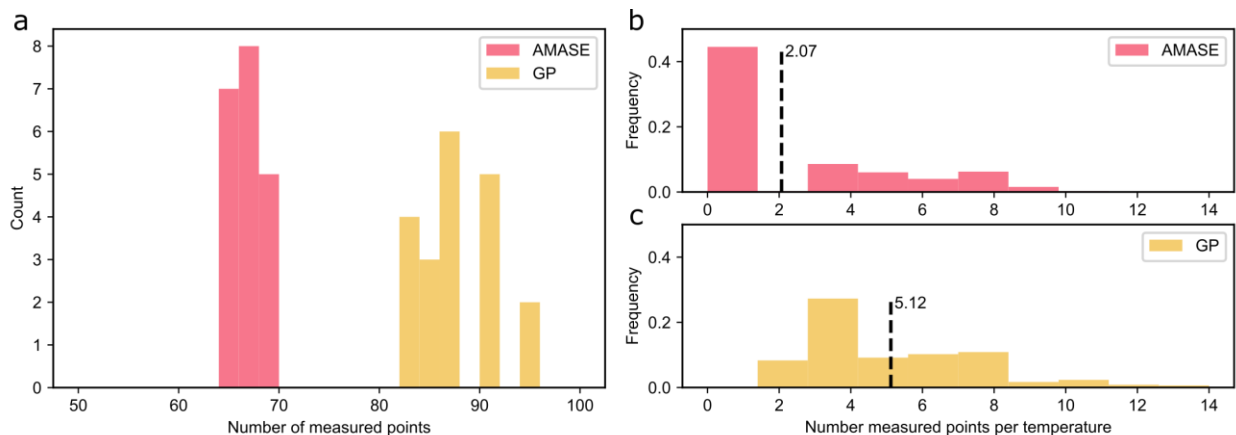 a
8
7
6
5
4
3
2
1
0
Count
AMASE
GP
50 60 70 80 90 100
Number of measured points
b
0.4
0.2
0.0
Frequency
2.07
AMASE
0 2 4 6 8 10 12 14
c
0.4
0.2
0.0
Frequency
5.12
GP
0 2 4 6 8 10 12 14
Number measured points per temperature